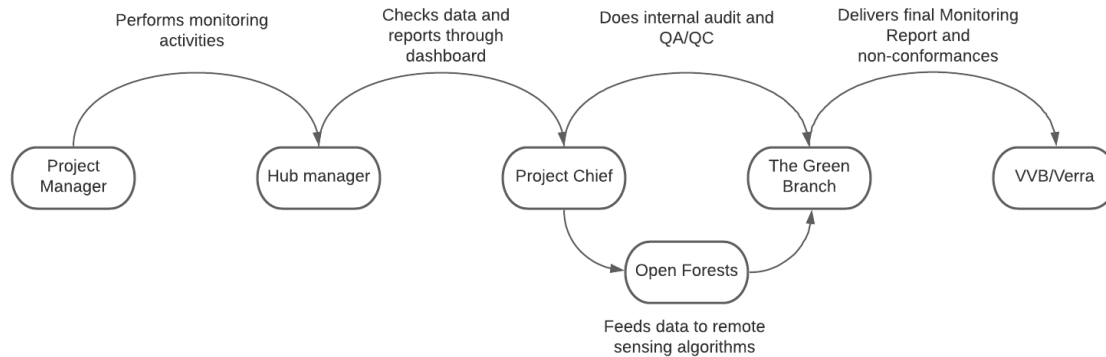 Performs monitoring
activities
Checks data and
reports through
dashboard
Does internal audit and
QA/QC
Delivers final Monitoring
Report and
non-conformances
Project
Manager
Hub manager
Project Chief
The Green
Branch
VVB/Verra
Open Forests
Feeds data to remote
sensing algorithms